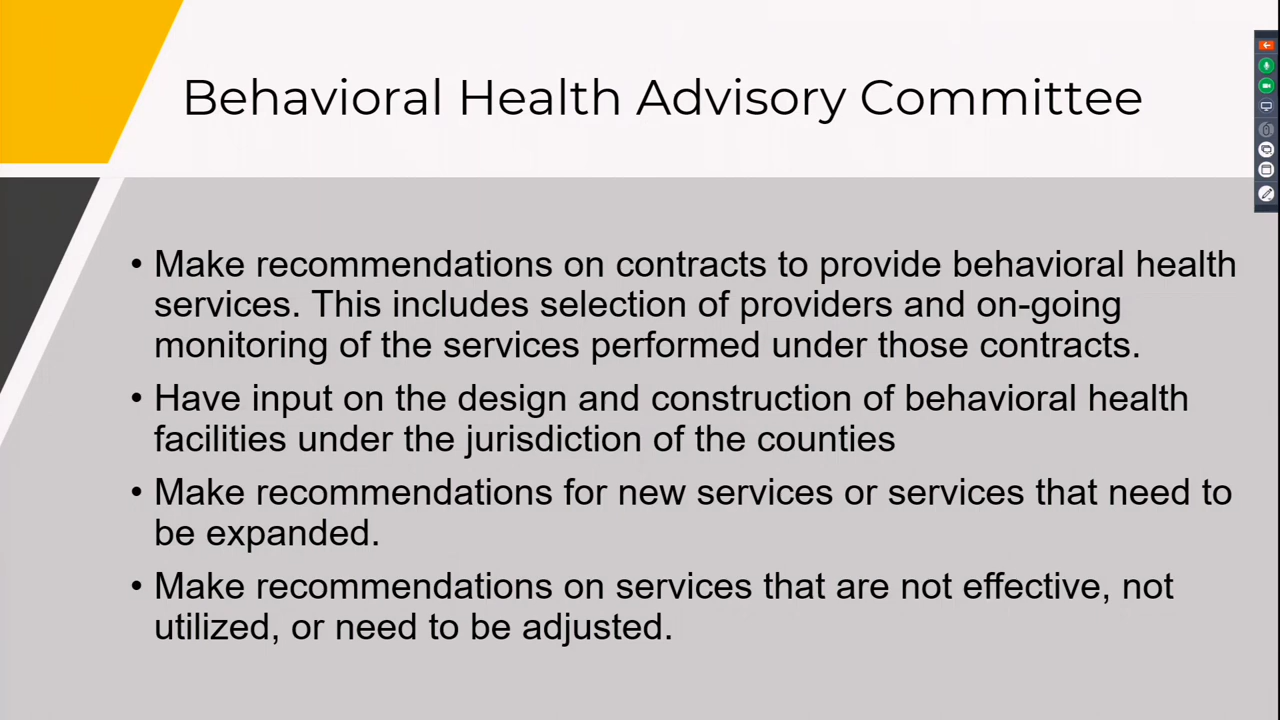 Behavioral Health Advisory Committee
• Make recommendations on contracts to provide behavioral health
services. This includes selection of providers and on-going
monitoring of the services performed under those contracts.
• Have input on the design and construction of behavioral health
facilities under the jurisdiction of the counties
• Make recommendations for new services or services that need to
be expanded.
• Make recommendations on services that are not effective, not
utilized, or need to be adjusted.